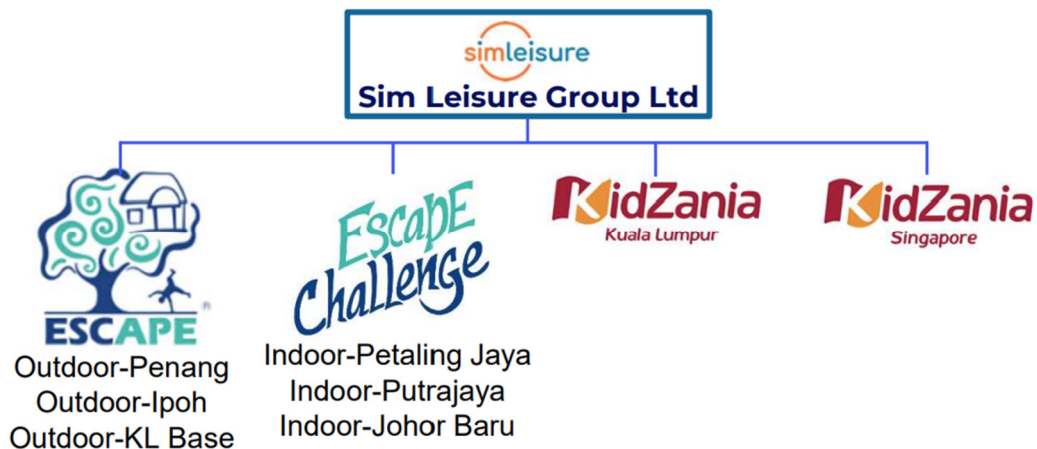 simleisure
Sim Leisure Group Ltd
ESCAPE
Outdoor-Penang
Outdoor-Ipoh
Outdoor-KL Base
EscapE
Challenge
Indoor-Petaling Jaya
Indoor-Putrajaya
Indoor-Johor Baru
KidZania
Kuala Lumpur
KidZania
Singapore